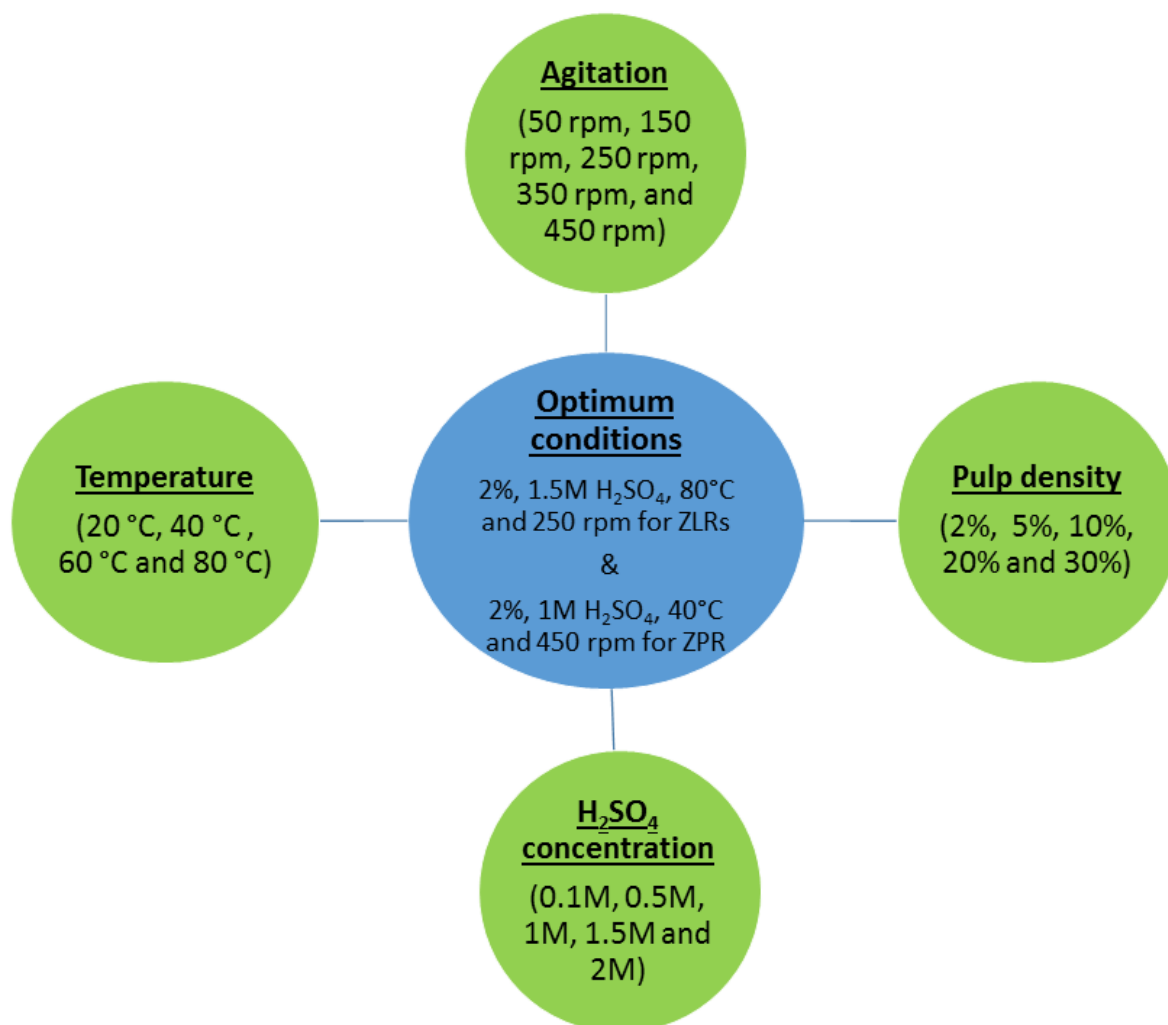 Agitation
(50 rpm, 150
rpm, 250 rpm,
350 rpm, and
450 rpm)
Temperature
(20 °C, 40 °C ,
60 °C and 80 °C)
Optimum
conditions
2%, 1.5M H₂SO₄, 80°C
and 250 rpm for ZLRs
&
2%, 1M H₂SO₄, 40°C
and 450 rpm for ZPR
Pulp density
(2%, 5%, 10%,
20% and 30%)
H₂SO₄
concentration
(0.1M, 0.5M,
1M, 1.5M and
2M)